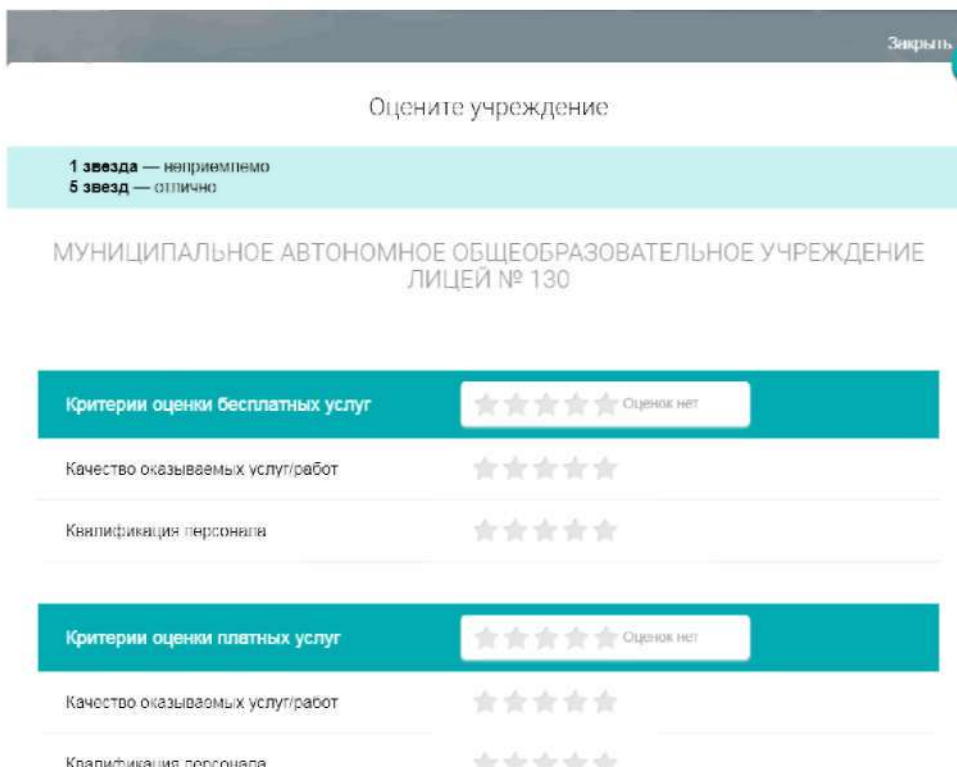 Закрыть
Оцените учреждение
1 звезда — неприемлемо
5 звезд — отлично
МУНИЦИПАЛЬНОЕ АВТОНОМНОЕ ОБЩЕОБРАЗОВАТЕЛЬНОЕ УЧРЕЖДЕНИЕ
ЛИЦЕЙ № 130
Критерии оценки бесплатных услуг Оценок нет
Качество оказываемых услуг/работ
Квалификация персонала
Критерии оценки платных услуг Оценок нет
Качество оказываемых услуг/работ
Квалификация персонала